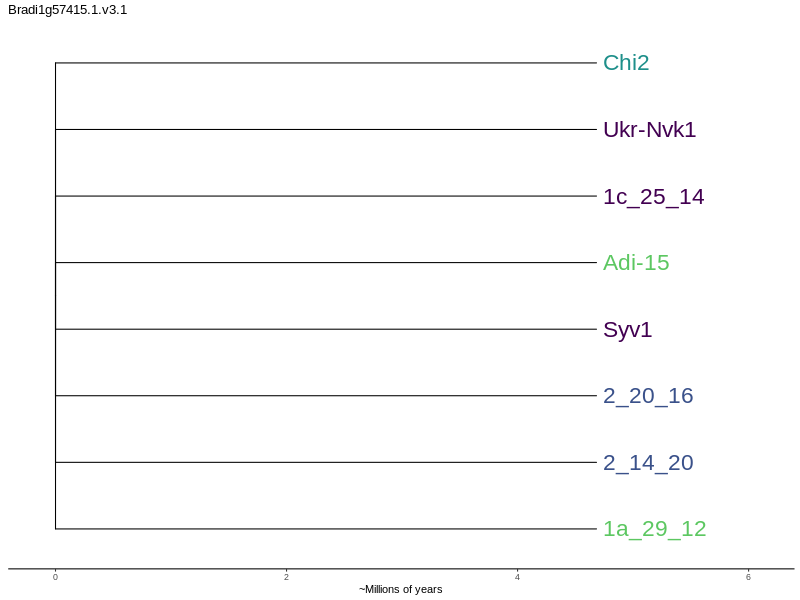 Bradi1g57415.1.v3.1
Chi2
Ukr-Nvk1
1c_25_14
Adi-15
Syv1
2_20_16
2_14_20
1a_29_12
0 2 4 6
~Millions of years